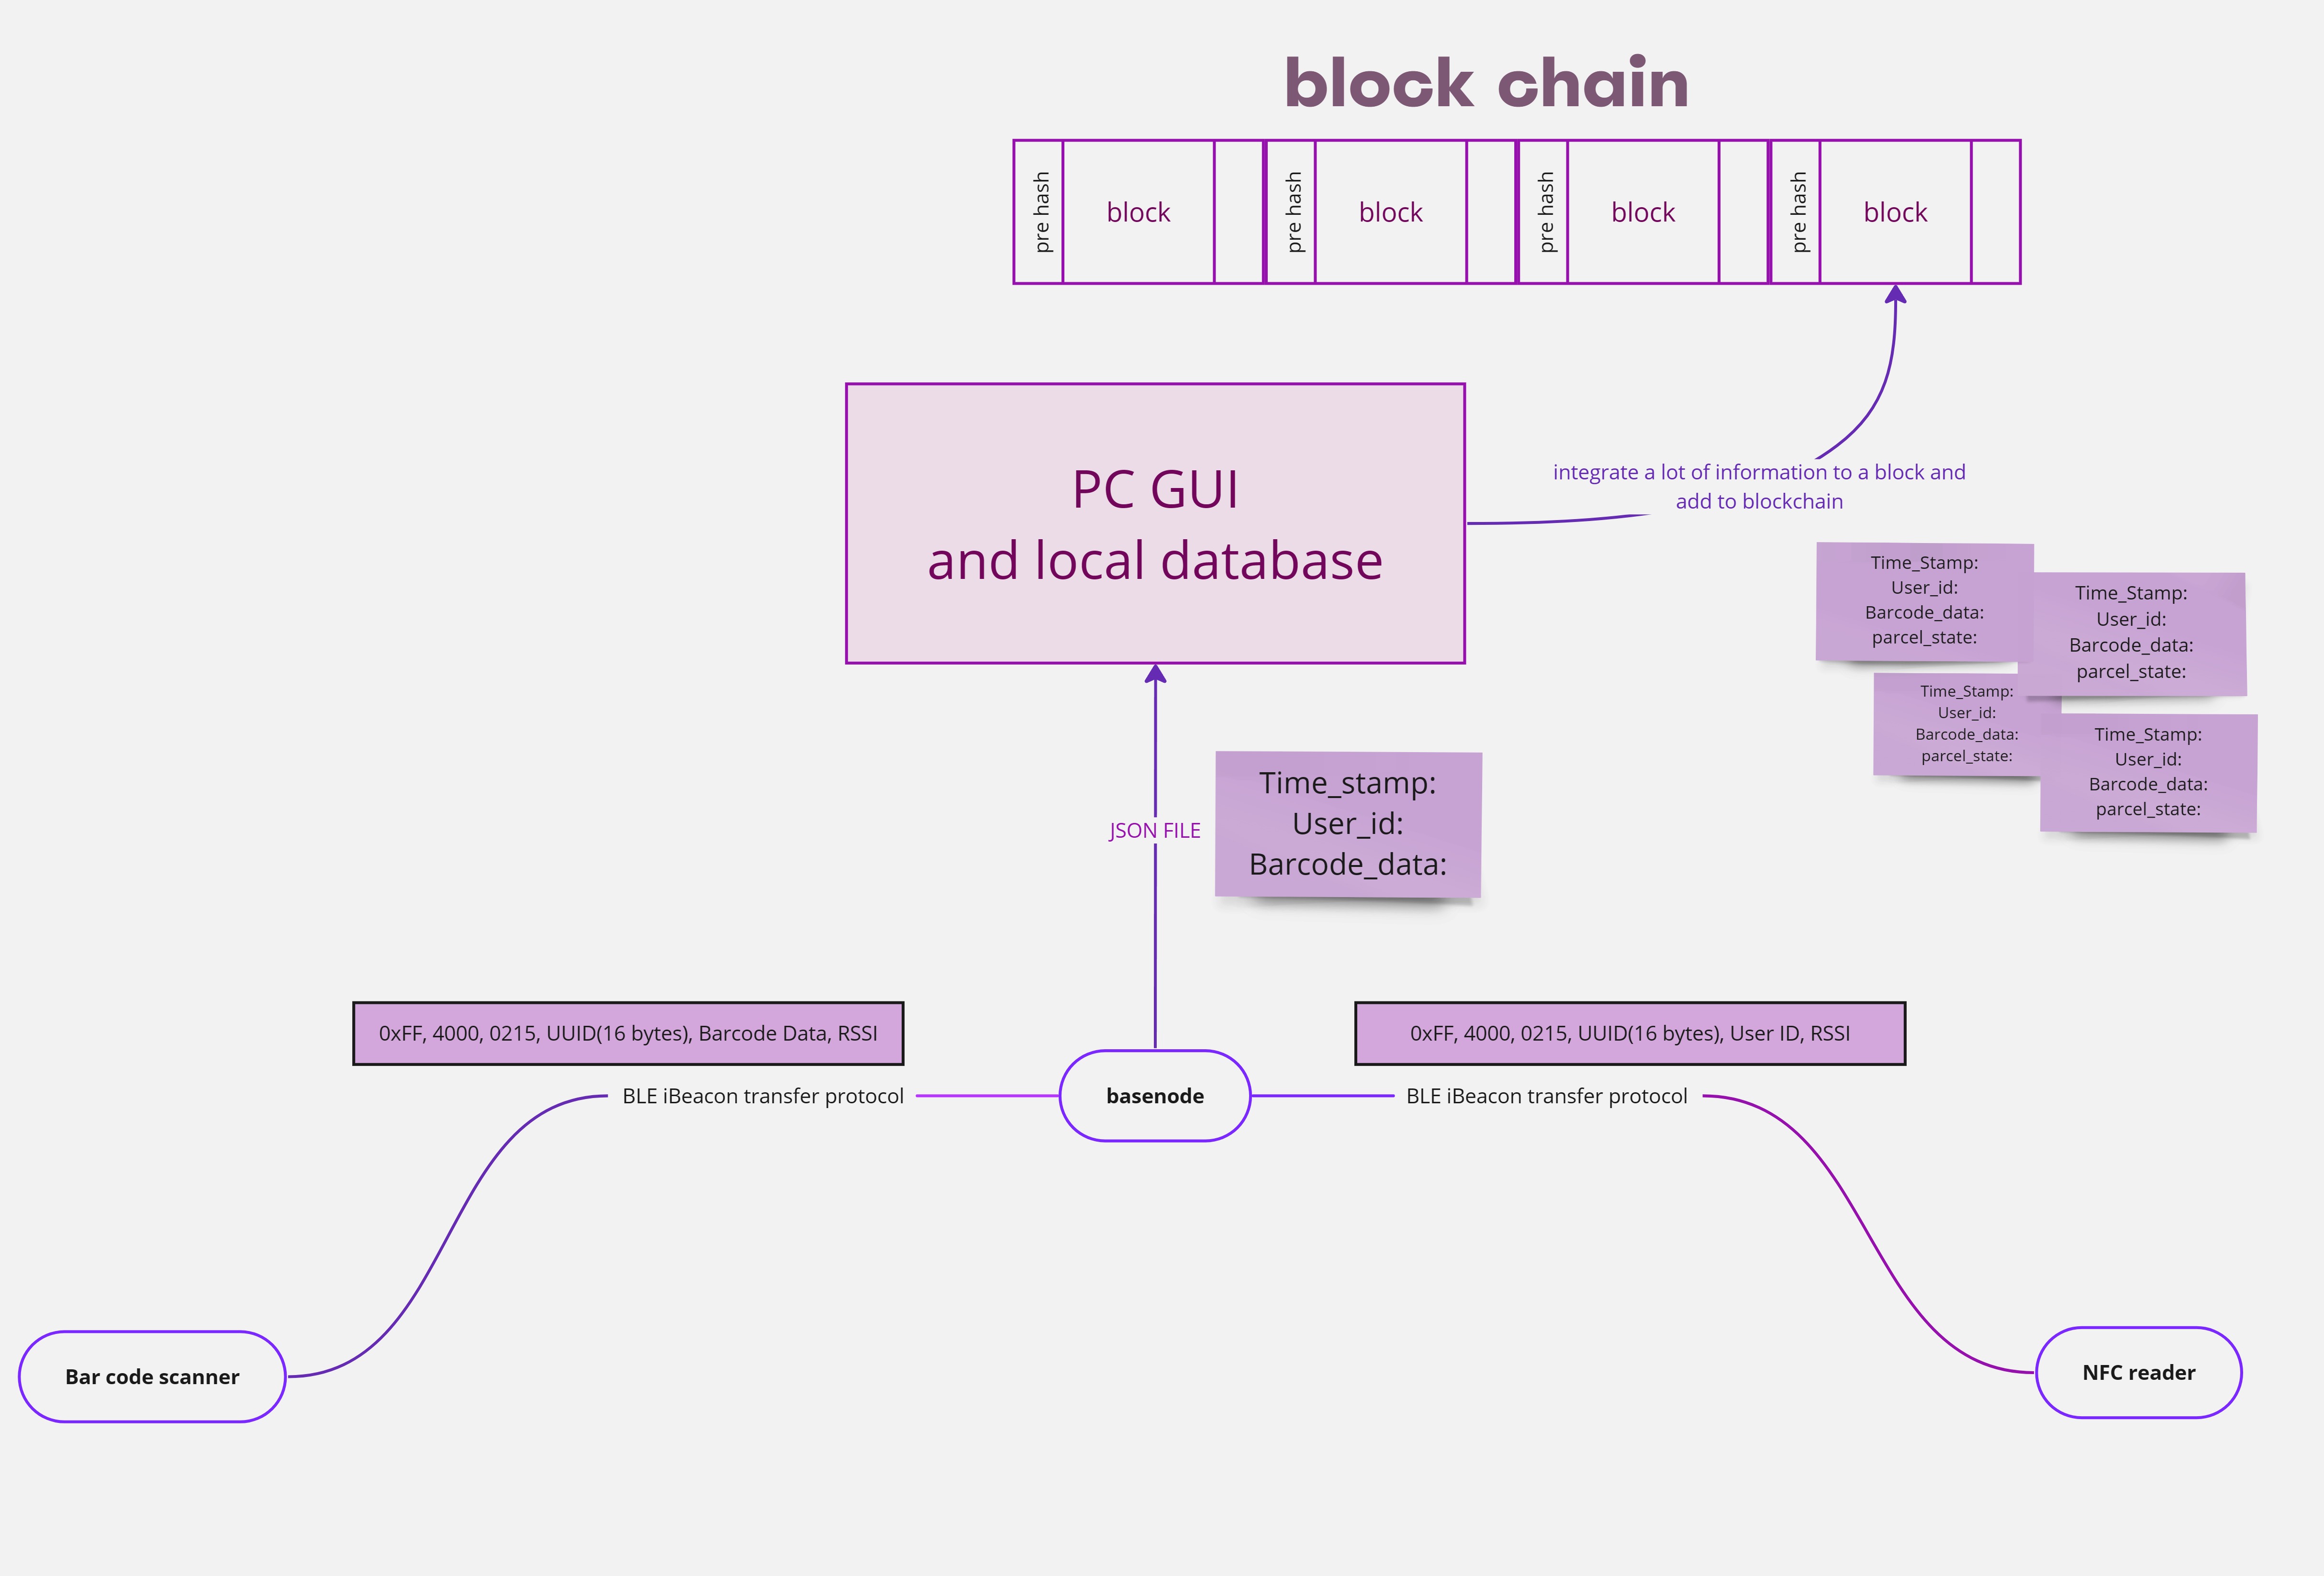 block chain
pre hash
block
pre hash
block
pre hash
block
pre hash
block
PC GUI
and local database
integrate a lot of information to a block and
add to blockchain
Time_Stamp:
User_id:
Barcode_data:
parcel_state:
Time_Stamp:
User_id:
Barcode_data:
parcel_state:
Time_Stamp:
User_id:
Barcode_data:
parcel_state:
Time_Stamp:
User_id:
Barcode_data:
parcel_state:
JSON FILE
Time_stamp:
User_id:
Barcode_data:
0xFF, 4000, 0215, UUID(16 bytes), Barcode Data, RSSI
0xFF, 4000, 0215, UUID(16 bytes), User ID, RSSI
BLE iBeacon transfer protocol
basenode
BLE iBeacon transfer protocol
Bar code scanner
NFC reader